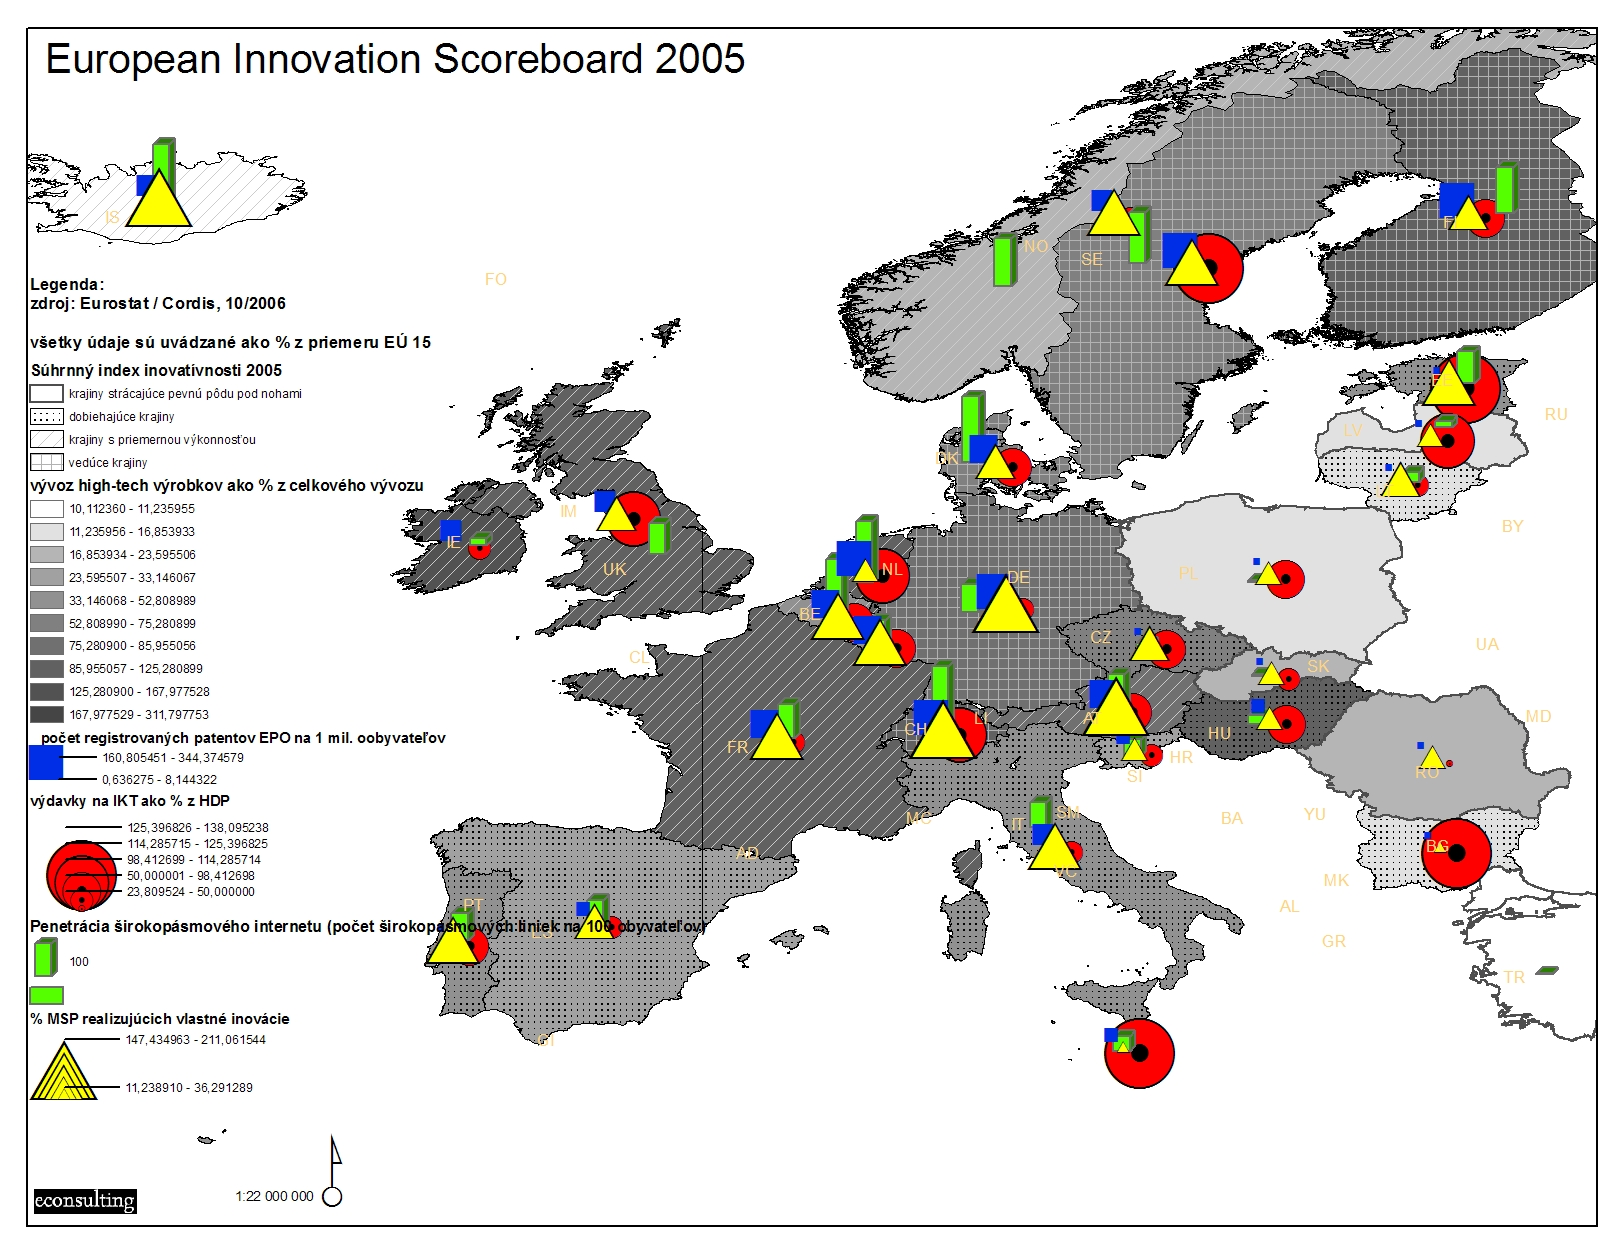 European Innovation Scoreboard 2005
Legenda:
zdroj: Eurostat / Cordis, 10/2006
všetky údaje sú uvádzané ako % z priemeru EÚ 15
Súhrnný index inovatívnosti 2005
krajiny strácajúce pevnú pôdu pod nohami
dobiehajúce krajiny
krajiny s priemernou výkonnosťou
vedúce krajiny
vývoz high-tech výrobkov ako % z celkového vývozu
10,112360 - 11,235955
11,235956 - 16,853933
16,853934 - 23,595506
23,595507 - 33,146067
33,146068 - 52,808989
52,808990 - 75,280899
75,280900 - 85,955056
85,955057 - 125,280899
125,280900 - 167,977528
167,977529 - 311,797753
počet registrovaných patentov EPO na 1 mil. oobyvateľov
160,805451 - 344,374579
0,636275 - 8,144322
výdavky na IKT ako % z HDP
125,396826 - 138,095238
114,285715 - 125,396825
98,412699 - 114,285714
50,000001 - 98,412698
23,809524 - 50,000000
Penetrácia širokopásmového internetu (počet širokopásmových liniek na 100 obyvateľov)
100
% MSP realizujúcich vlastné inovácie
147,434963 - 211,061544
11,238910 - 36,291289
econsulting
1:22 000 000
IS
FO
NO
SE
EE
RU
LV
DK
IM
BY
IE
UK
NL
PL
DE
BE
CZ
UA
CL
SK
MD
CH
HU
FR
HR
RO
SI
MC
SM
IT
BA
YU
BG
AD
VC
MK
PT
AL
GR
TR
GI